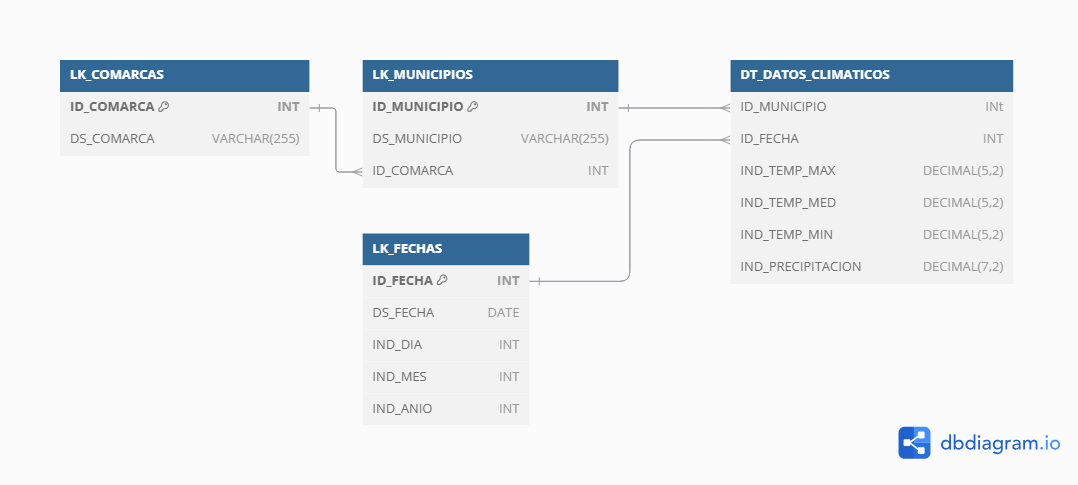 LK_COMARCAS
ID_COMARCA INT
DS_COMARCA VARCHAR(255)
LK_MUNICIPIOS
ID_MUNICIPIO INT
DS_MUNICIPIO VARCHAR(255)
ID_COMARCA INT
DT_DATOS_CLIMATICOS
ID_MUNICIPIO INt
ID_FECHA INT
IND_TEMP_MAX DECIMAL(5,2)
IND_TEMP_MED DECIMAL(5,2)
IND_TEMP_MIN DECIMAL(5,2)
IND_PRECIPITACION DECIMAL(7,2)
LK_FECHAS
ID_FECHA INT
DS_FECHA DATE
IND_DIA INT
IND_MES INT
IND_ANIO INT
dbdiagram.io